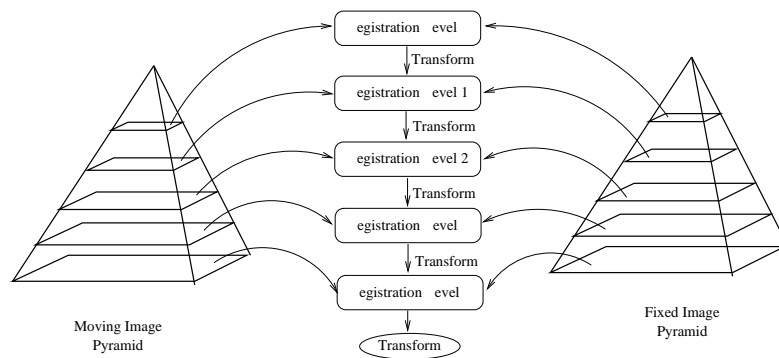 egistration evel
Transform
egistration evel 1
Transform
egistration evel 2
Transform
egistration evel
Transform
egistration evel
Transform
Moving Image
Pyramid
Fixed Image
Pyramid